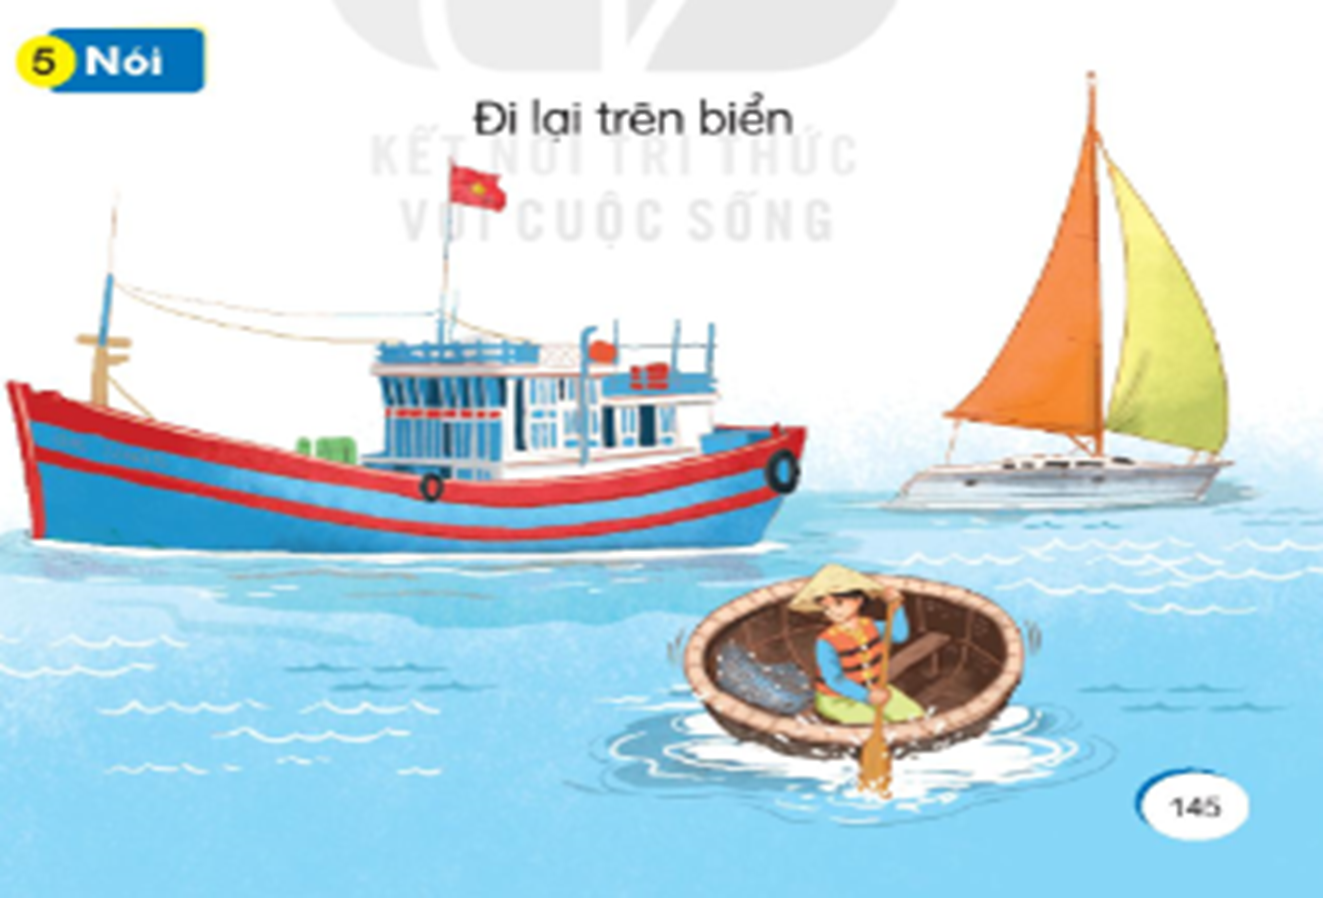 5 Nói
Đi lại trên biển
KẾT NỐI TRI THỨC
VỚI CUỘC SỐNG
145